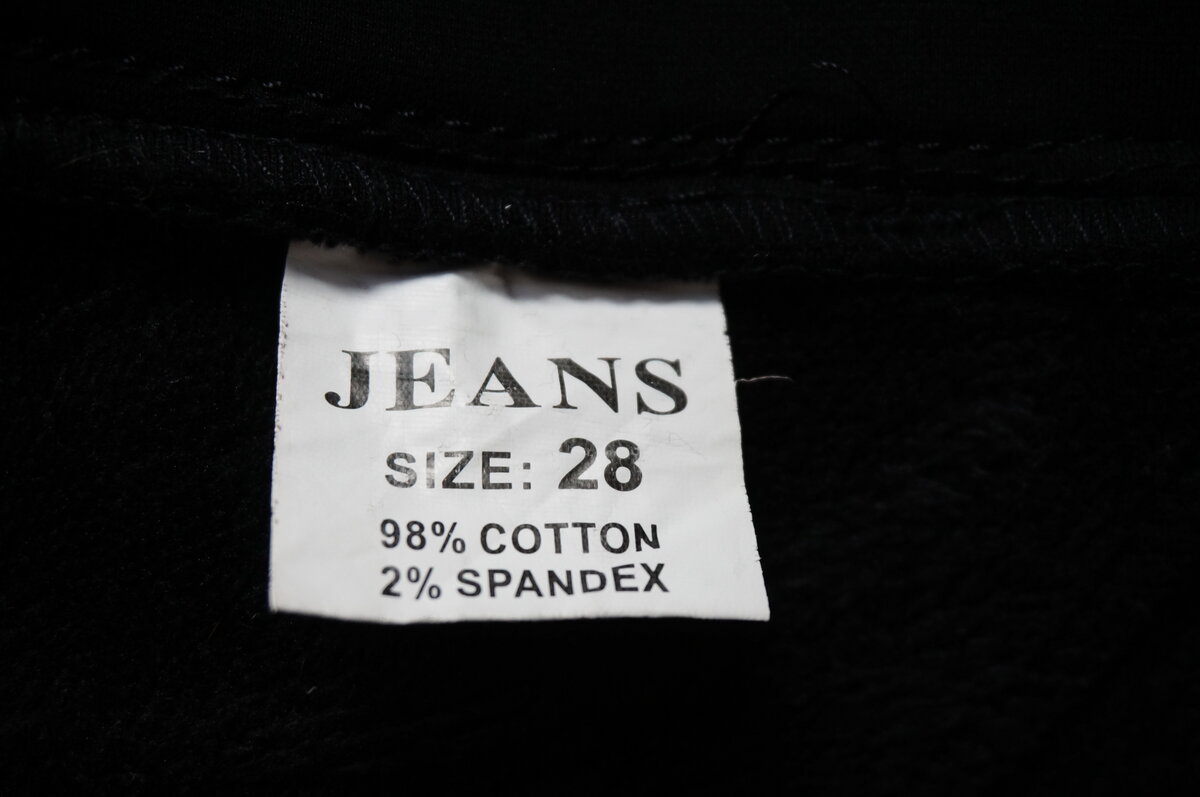 JEANS
SIZE: 28
98% COTTON
2% SPANDEX